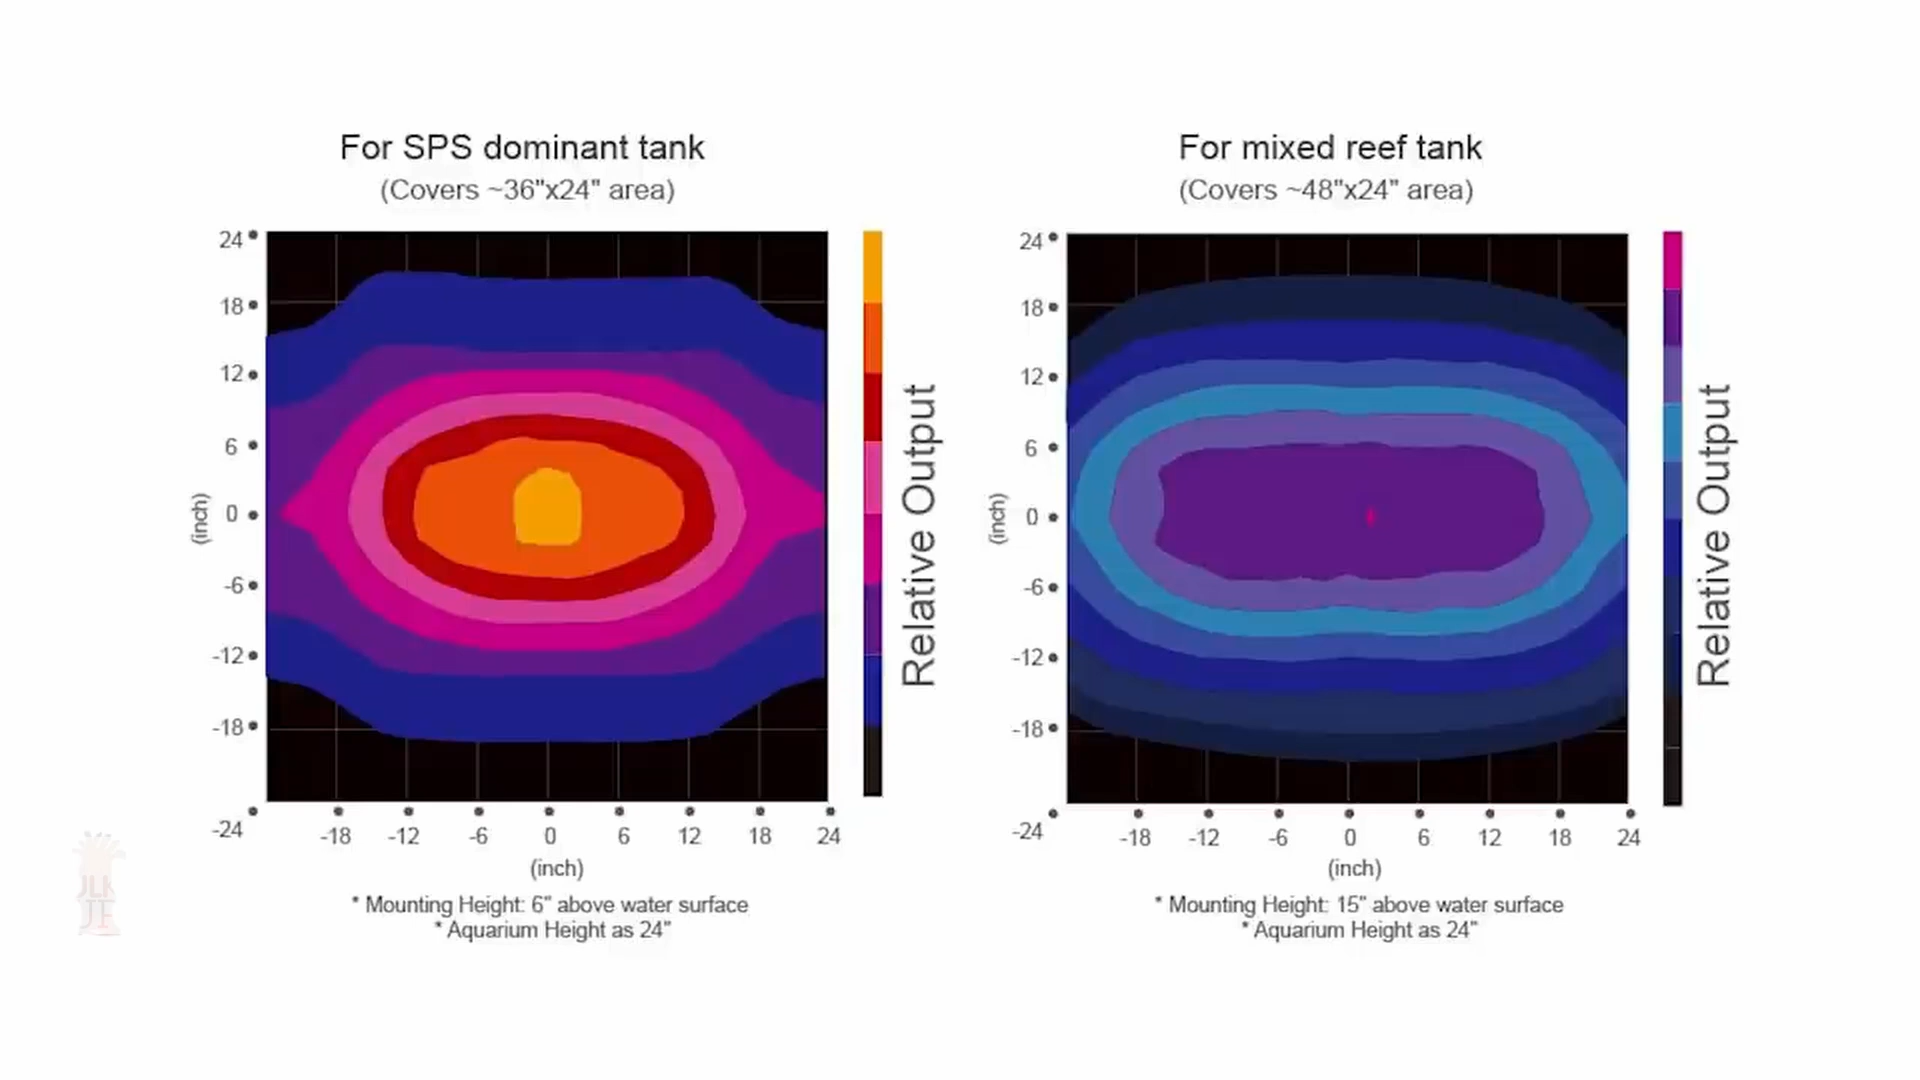 For SPS dominant tank
(Covers ~36"x24" area)
24
18
12
6
0
-6
-12
-18
-24
(inch)
-18 -12 -6 0 6 12 18 24
(inch)
Relative Output
* Mounting Height: 6" above water surface
* Aquarium Height as 24"
For mixed reef tank
(Covers ~48"x24" area)
24
18
12
6
0
-6
-12
-18
-24
(inch)
-18 -12 -6 0 6 12 18 24
(inch)
Relative Output
* Mounting Height: 15" above water surface
* Aquarium Height as 24"